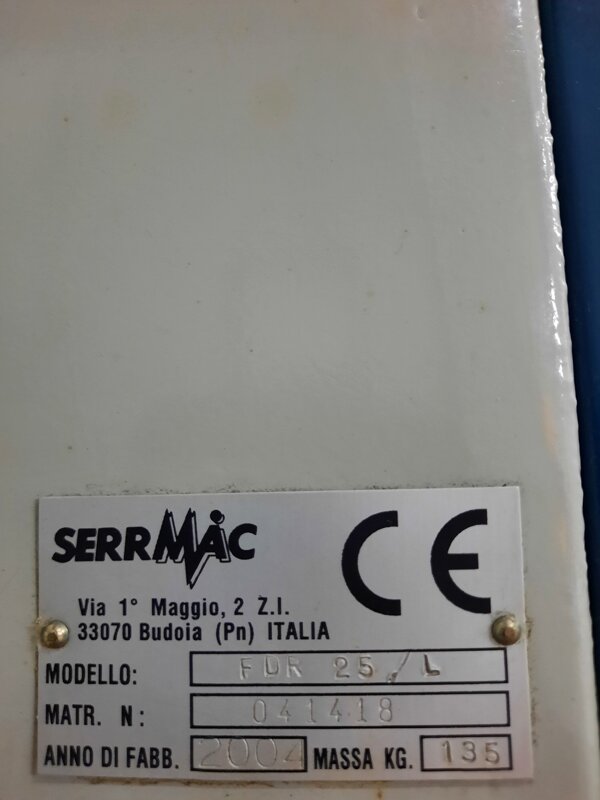 SERRMAC
CE
Via 1° Maggio, 2 Z.I.
33070 Budoia (Pn) ITALIA
MODELLO: FDR 25/L
MATR. N: 041418
ANNO DI FABB. 2004 MASSA KG. 135